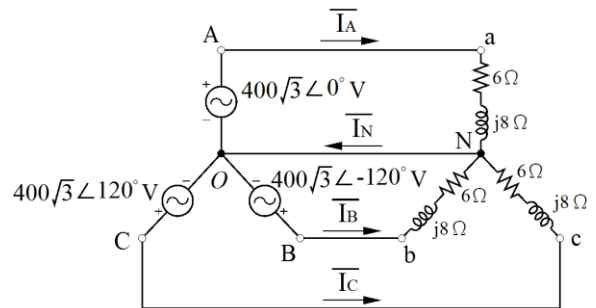 I_A
A
a
6Ω
+
400√3∠0°V
−
j8Ω
I_N
N
O
400√3∠120°V
−
+
400√3∠-120°V
−
+
6Ω
j8Ω
6Ω
j8Ω
I_B
C
B
b
c
I_C